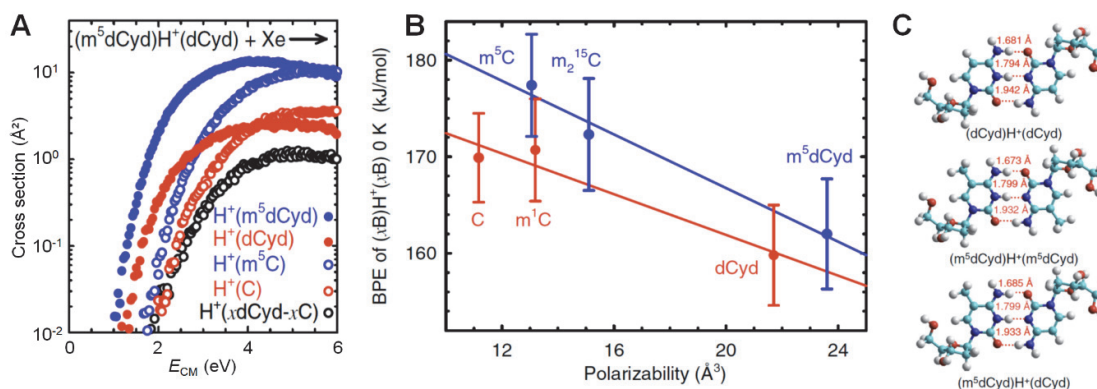 A
(m⁵dCyd)H⁺(dCyd) + Xe
Cross section (Å²)
10¹
10⁰
10⁻¹
10⁻²
H⁺(m⁵dCyd)
H⁺(dCyd)
H⁺(m⁵C)
H⁺(C)
H⁺(xdCyd-xC)
0 2 4 6
E_CM (eV)
B
BPE of (xB)H⁺(xB) 0 K (kJ/mol)
180
170
160
m⁵C
m₂¹⁵C
m⁵dCyd
C
m¹C
dCyd
12 16 20 24
Polarizability (Å³)
C
1.681 Å
1.794 Å
1.942 Å
(dCyd)H⁺(dCyd)
1.673 Å
1.799 Å
1.932 Å
(m⁵dCyd)H⁺(m⁵dCyd)
1.685 Å
1.799 Å
1.933 Å
(m⁵dCyd)H⁺(dCyd)